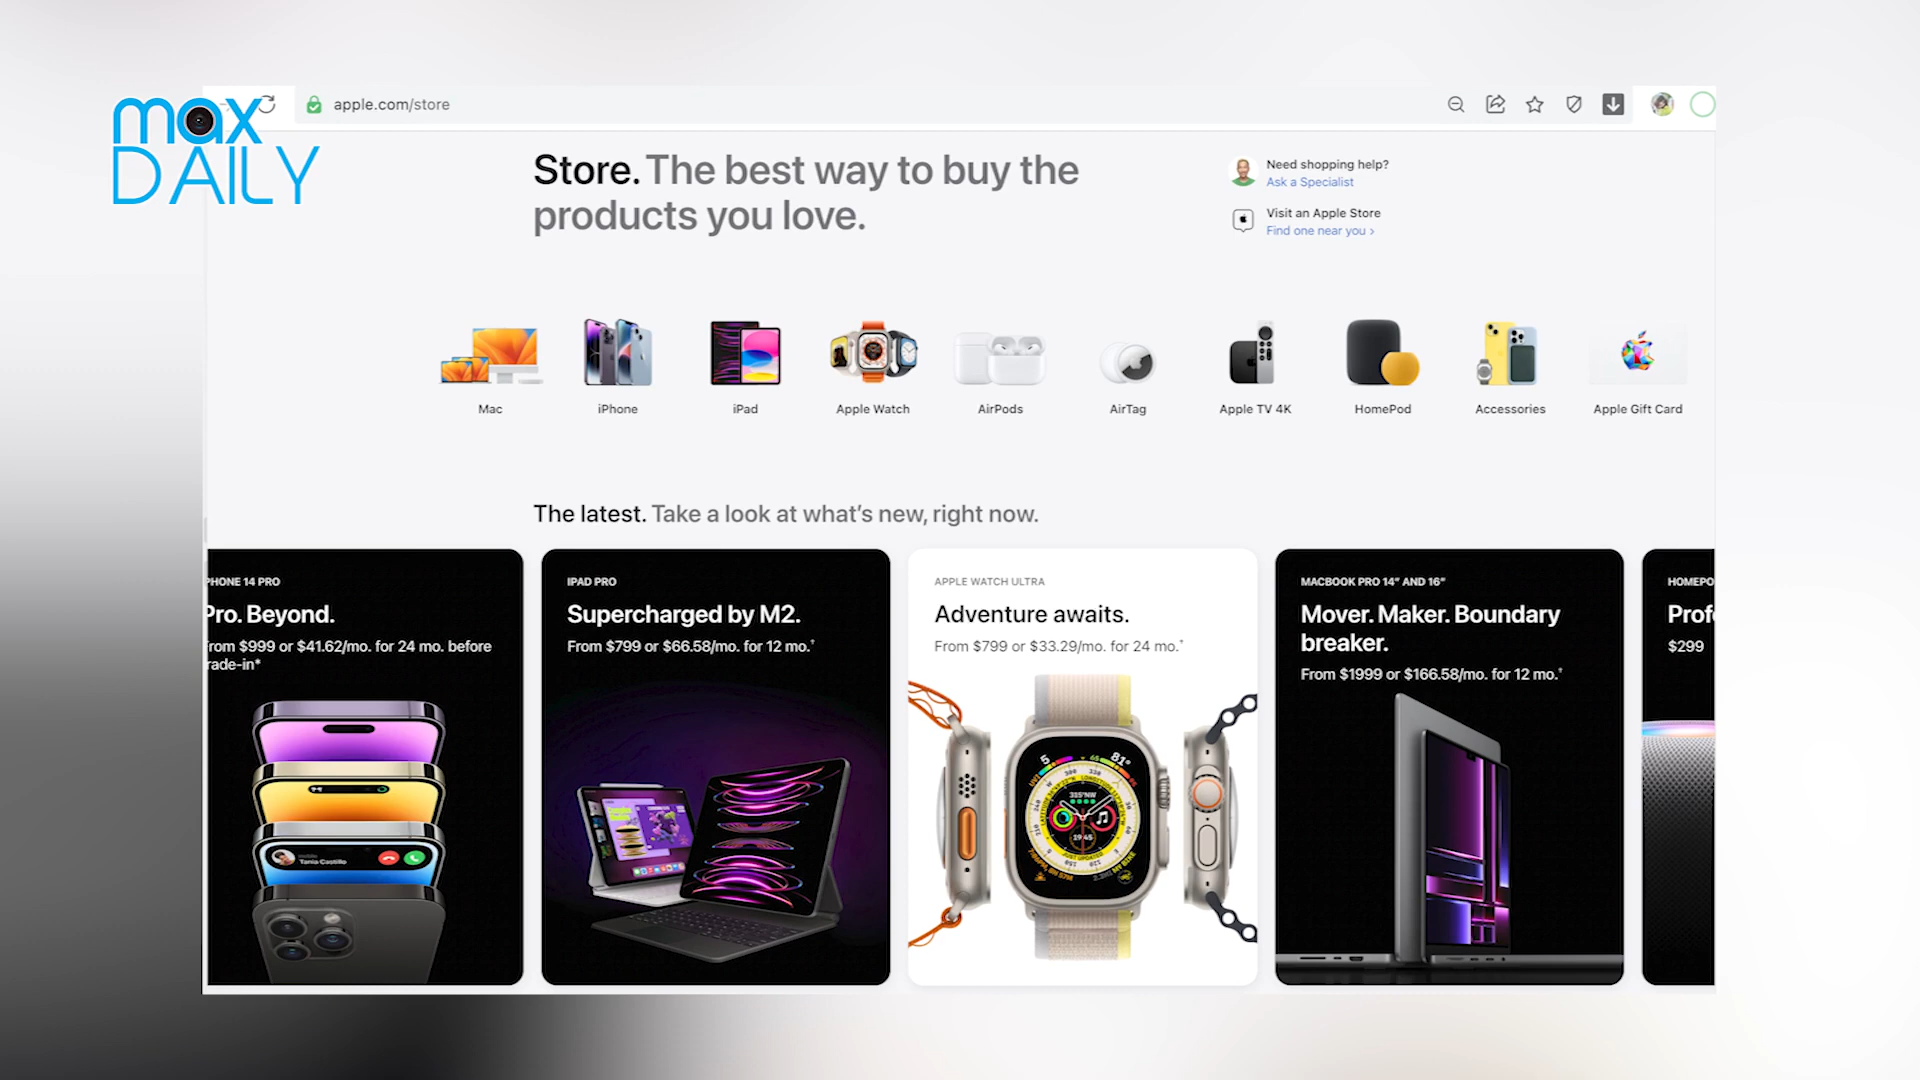 max
DAILY
apple.com/store
Store. The best way to buy the
products you love.
Need shopping help?
Ask a Specialist
Visit an Apple Store
Find one near you >
Mac
iPhone
iPad
Apple Watch
AirPods
AirTag
Apple TV 4K
HomePod
Accessories
Apple Gift Card
The latest. Take a look at what's new, right now.
PHONE 14 PRO
Pro. Beyond.
rom $999 or $41.62/mo. for 24 mo. before
rade-in*
Tania Castillo
IPAD PRO
Supercharged by M2.
From $799 or $66.58/mo. for 12 mo.†
APPLE WATCH ULTRA
Adventure awaits.
From $799 or $33.29/mo. for 24 mo.†
MACBOOK PRO 14" AND 16"
Mover. Maker. Boundary
breaker.
From $1999 or $166.58/mo. for 12 mo.†
HOMEPO
Prof
$299